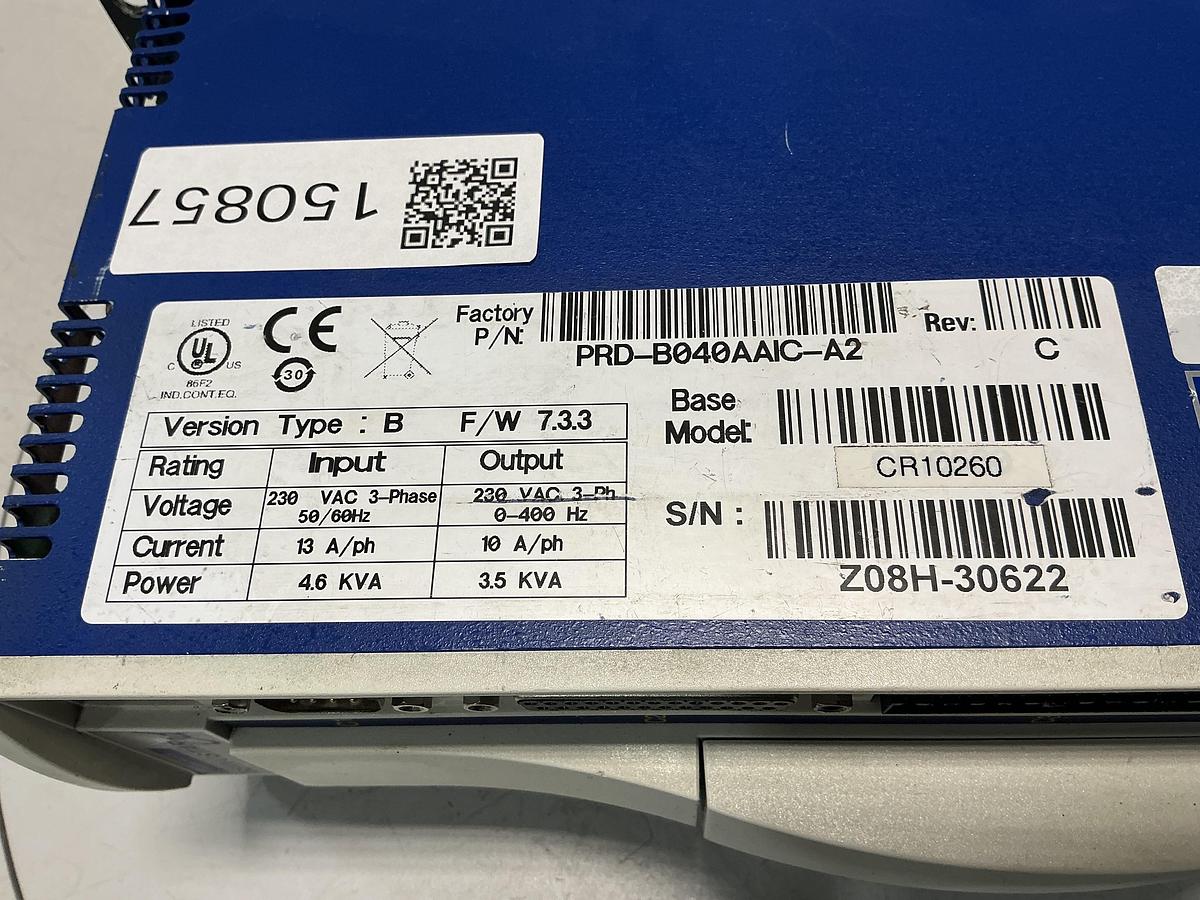 150857
LISTED
UL
C US
86F2
IND.CONT.EQ.
CE
30
Factory
P/N:
PRD-B040AAIC-A2
Rev:
C
Base
Model:
CR10260
S/N :
Z08H-30622
Version Type : B F/W 7.3.3
Rating Input Output
Voltage 230 VAC 3-Phase 50/60Hz 230 VAC 3-Ph 0-400 Hz
Current 13 A/ph 10 A/ph
Power 4.6 KVA 3.5 KVA